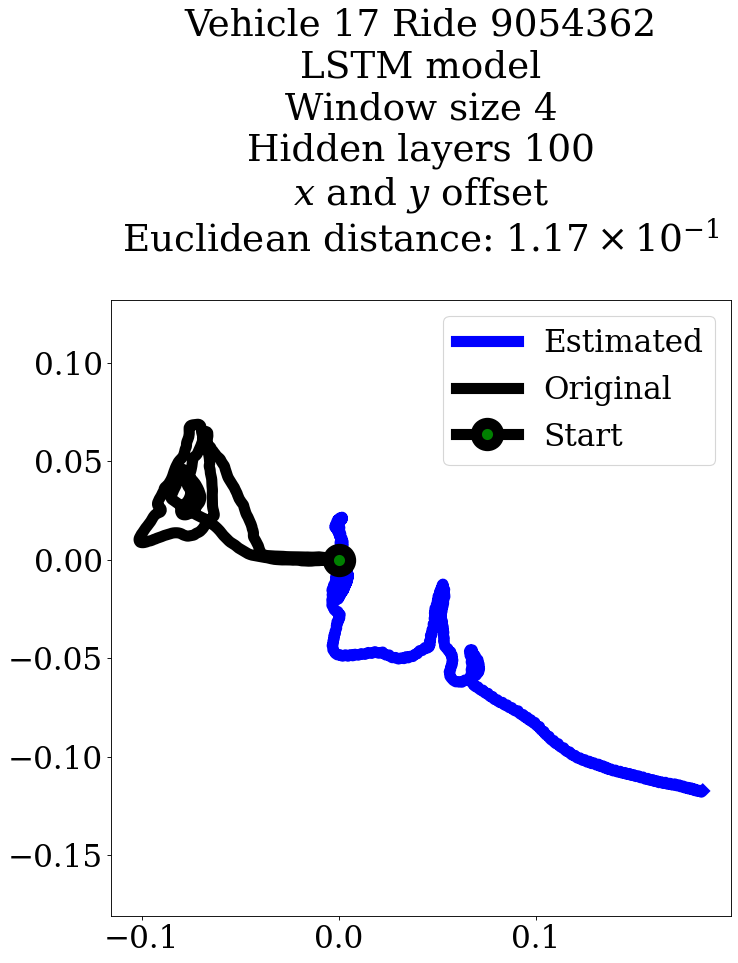 Vehicle 17 Ride 9054362
LSTM model
Window size 4
Hidden layers 100
x and y offset
Euclidean distance: 1.17 × 10⁻¹
Estimated
Original
Start
0.10
0.05
0.00
−0.05
−0.10
−0.15
−0.1
0.0
0.1